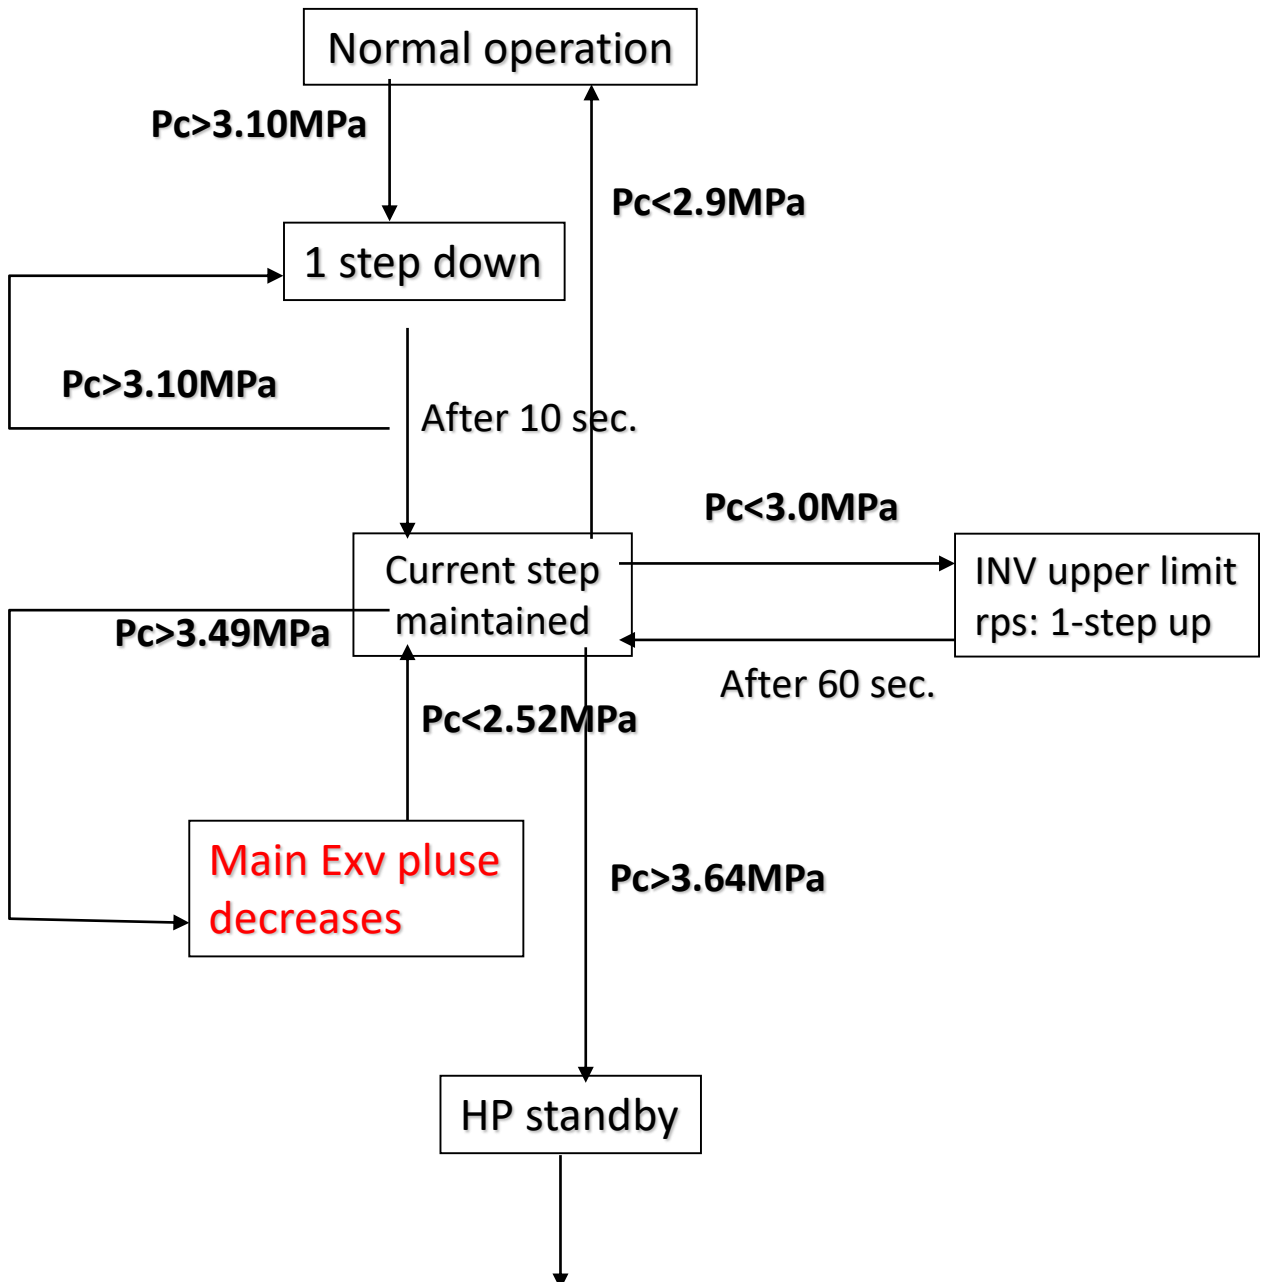 Normal operation
Pc>3.10MPa
Pc<2.9MPa
1 step down
Pc>3.10MPa
After 10 sec.
Pc<3.0MPa
Current step
maintained
INV upper limit
rps: 1-step up
Pc>3.49MPa
After 60 sec.
Pc<2.52MPa
Main Exv pluse
decreases
Pc>3.64MPa
HP standby